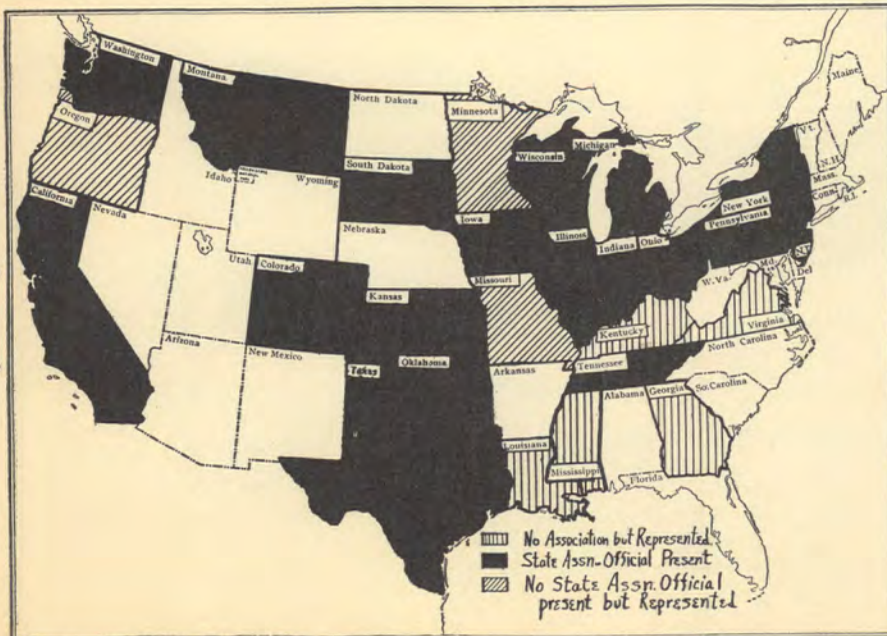 Washington
Montana.
North Dakota
Minnesota
Maine
Oregon
Vt.
Michigan
Wisconsin
N.H.
South Dakota
Idaho
Wyoming
Mass.
Conn.
R.I.
California
Nevada
New York
Pennsylvania
Iowa
Nebraska
Illinois
Indiana
Ohio
Utah
Colorado
Md.
Del
W. Va.
Missouri
Kansas
Kentucky
Virginia
Arizona
New Mexico
North Carolina
Texas
Oklahoma
Tennessee
Arkansas
Alabama
Georgia
So. Carolina
Louisiana
Mississippi
Florida
No Association but Represented
State Assn-Official Present
No State Assn. Official
present but Represented